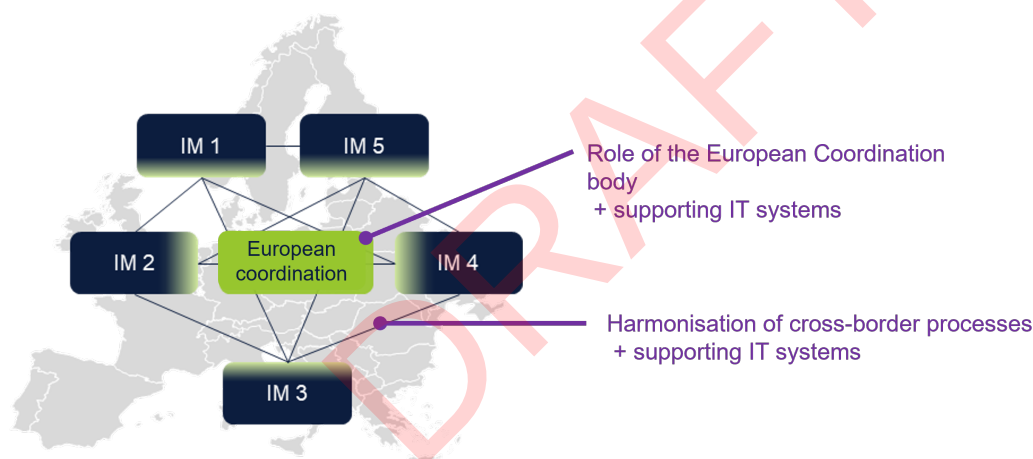 IM 1
IM 5
Role of the European Coordination
body
+ supporting IT systems
IM 2
European
coordination
IM 4
Harmonisation of cross-border processes
+ supporting IT systems
IM 3
DRAFT